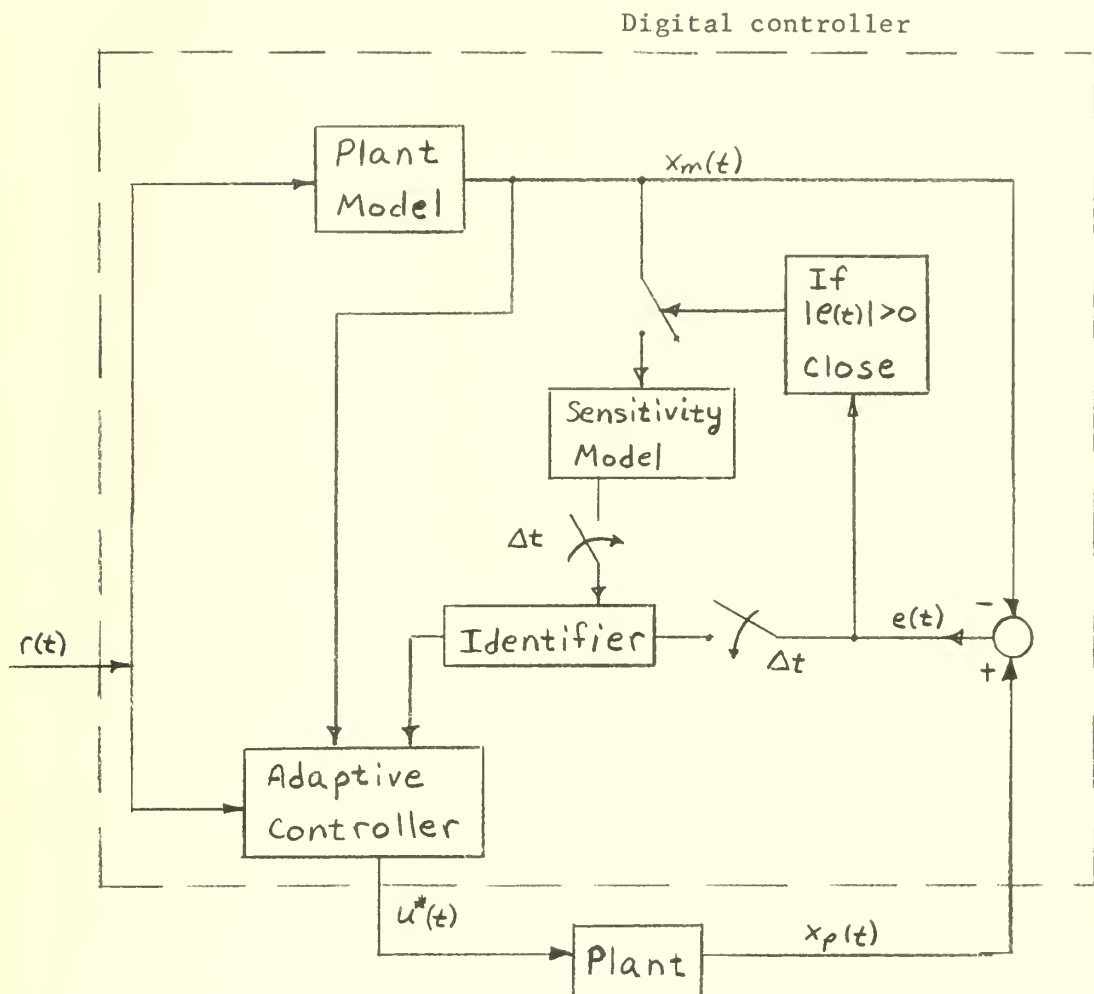 Digital controller
Plant
Model
xₘ(t)
If
|e(t)|>0
close
Sensitivity
Model
Δt
Identifier
Δt
e(t)
-
+
r(t)
Adaptive
Controller
u*(t)
Plant
xₚ(t)